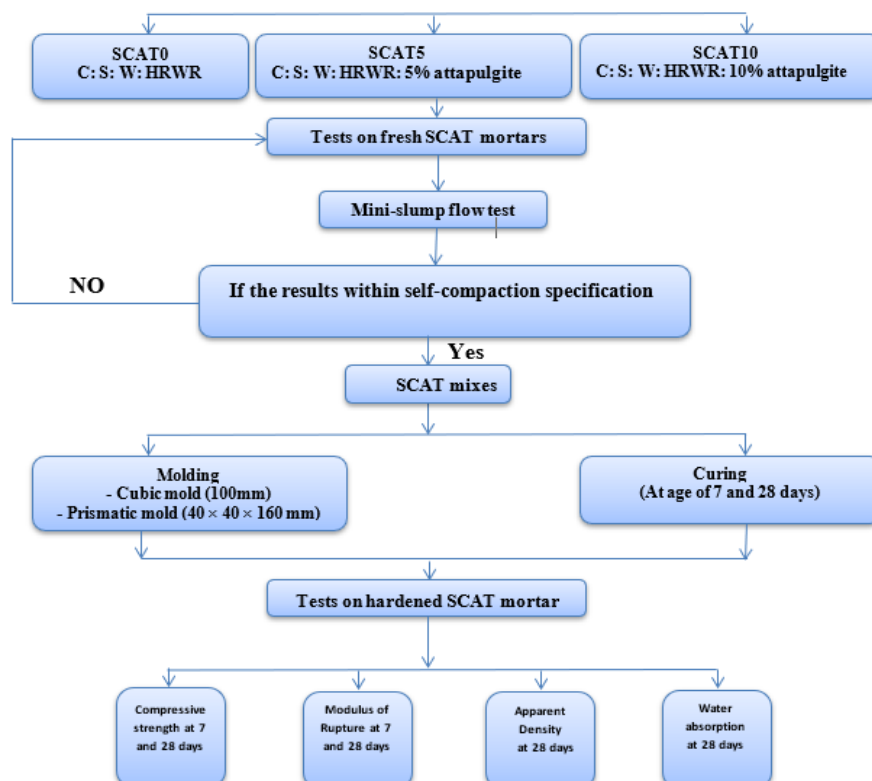 SCAT0
C: S: W: HRWR
SCAT5
C: S: W: HRWR: 5% attapulgite
SCAT10
C: S: W: HRWR: 10% attapulgite
Tests on fresh SCAT mortars
Mini-slump flow test
If the results within self-compaction specification
NO
Yes
SCAT mixes
Molding
- Cubic mold (100mm)
- Prismatic mold (40 × 40 × 160 mm)
Curing
(At age of 7 and 28 days)
Tests on hardened SCAT mortar
Compressive
strength at 7
and 28 days
Modulus of
Rupture at 7
and 28 days
Apparent
Density
at 28 days
Water
absorption
at 28 days